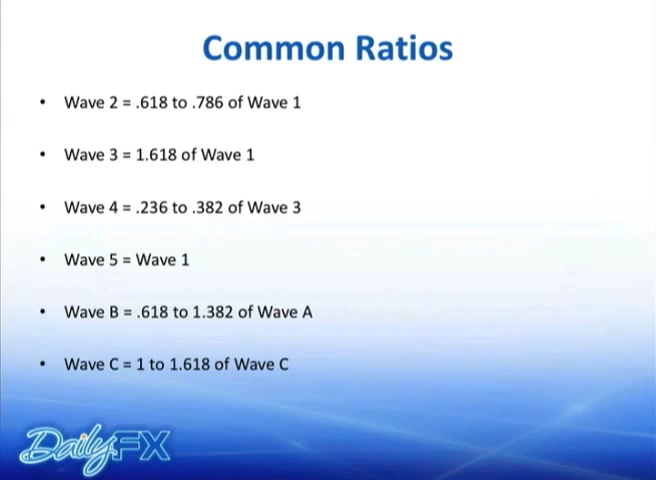 Common Ratios
• Wave 2 = .618 to .786 of Wave 1
• Wave 3 = 1.618 of Wave 1
• Wave 4 = .236 to .382 of Wave 3
• Wave 5 = Wave 1
• Wave B = .618 to 1.382 of Wave A
• Wave C = 1 to 1.618 of Wave C
DailyFX